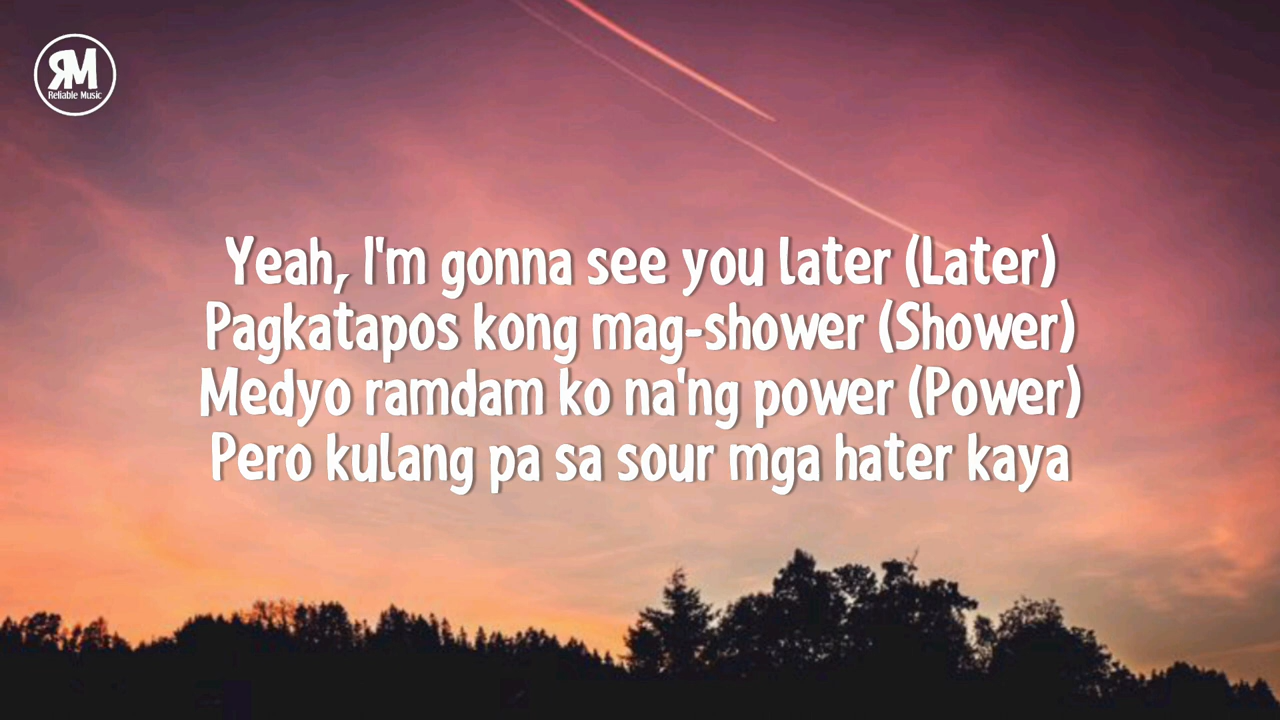 RM
Reliable Music
Yeah, I'm gonna see you later (Later)
Pagkatapos kong mag-shower (Shower)
Medyo ramdam ko na'ng power (Power)
Pero kulang pa sa sour mga hater kaya